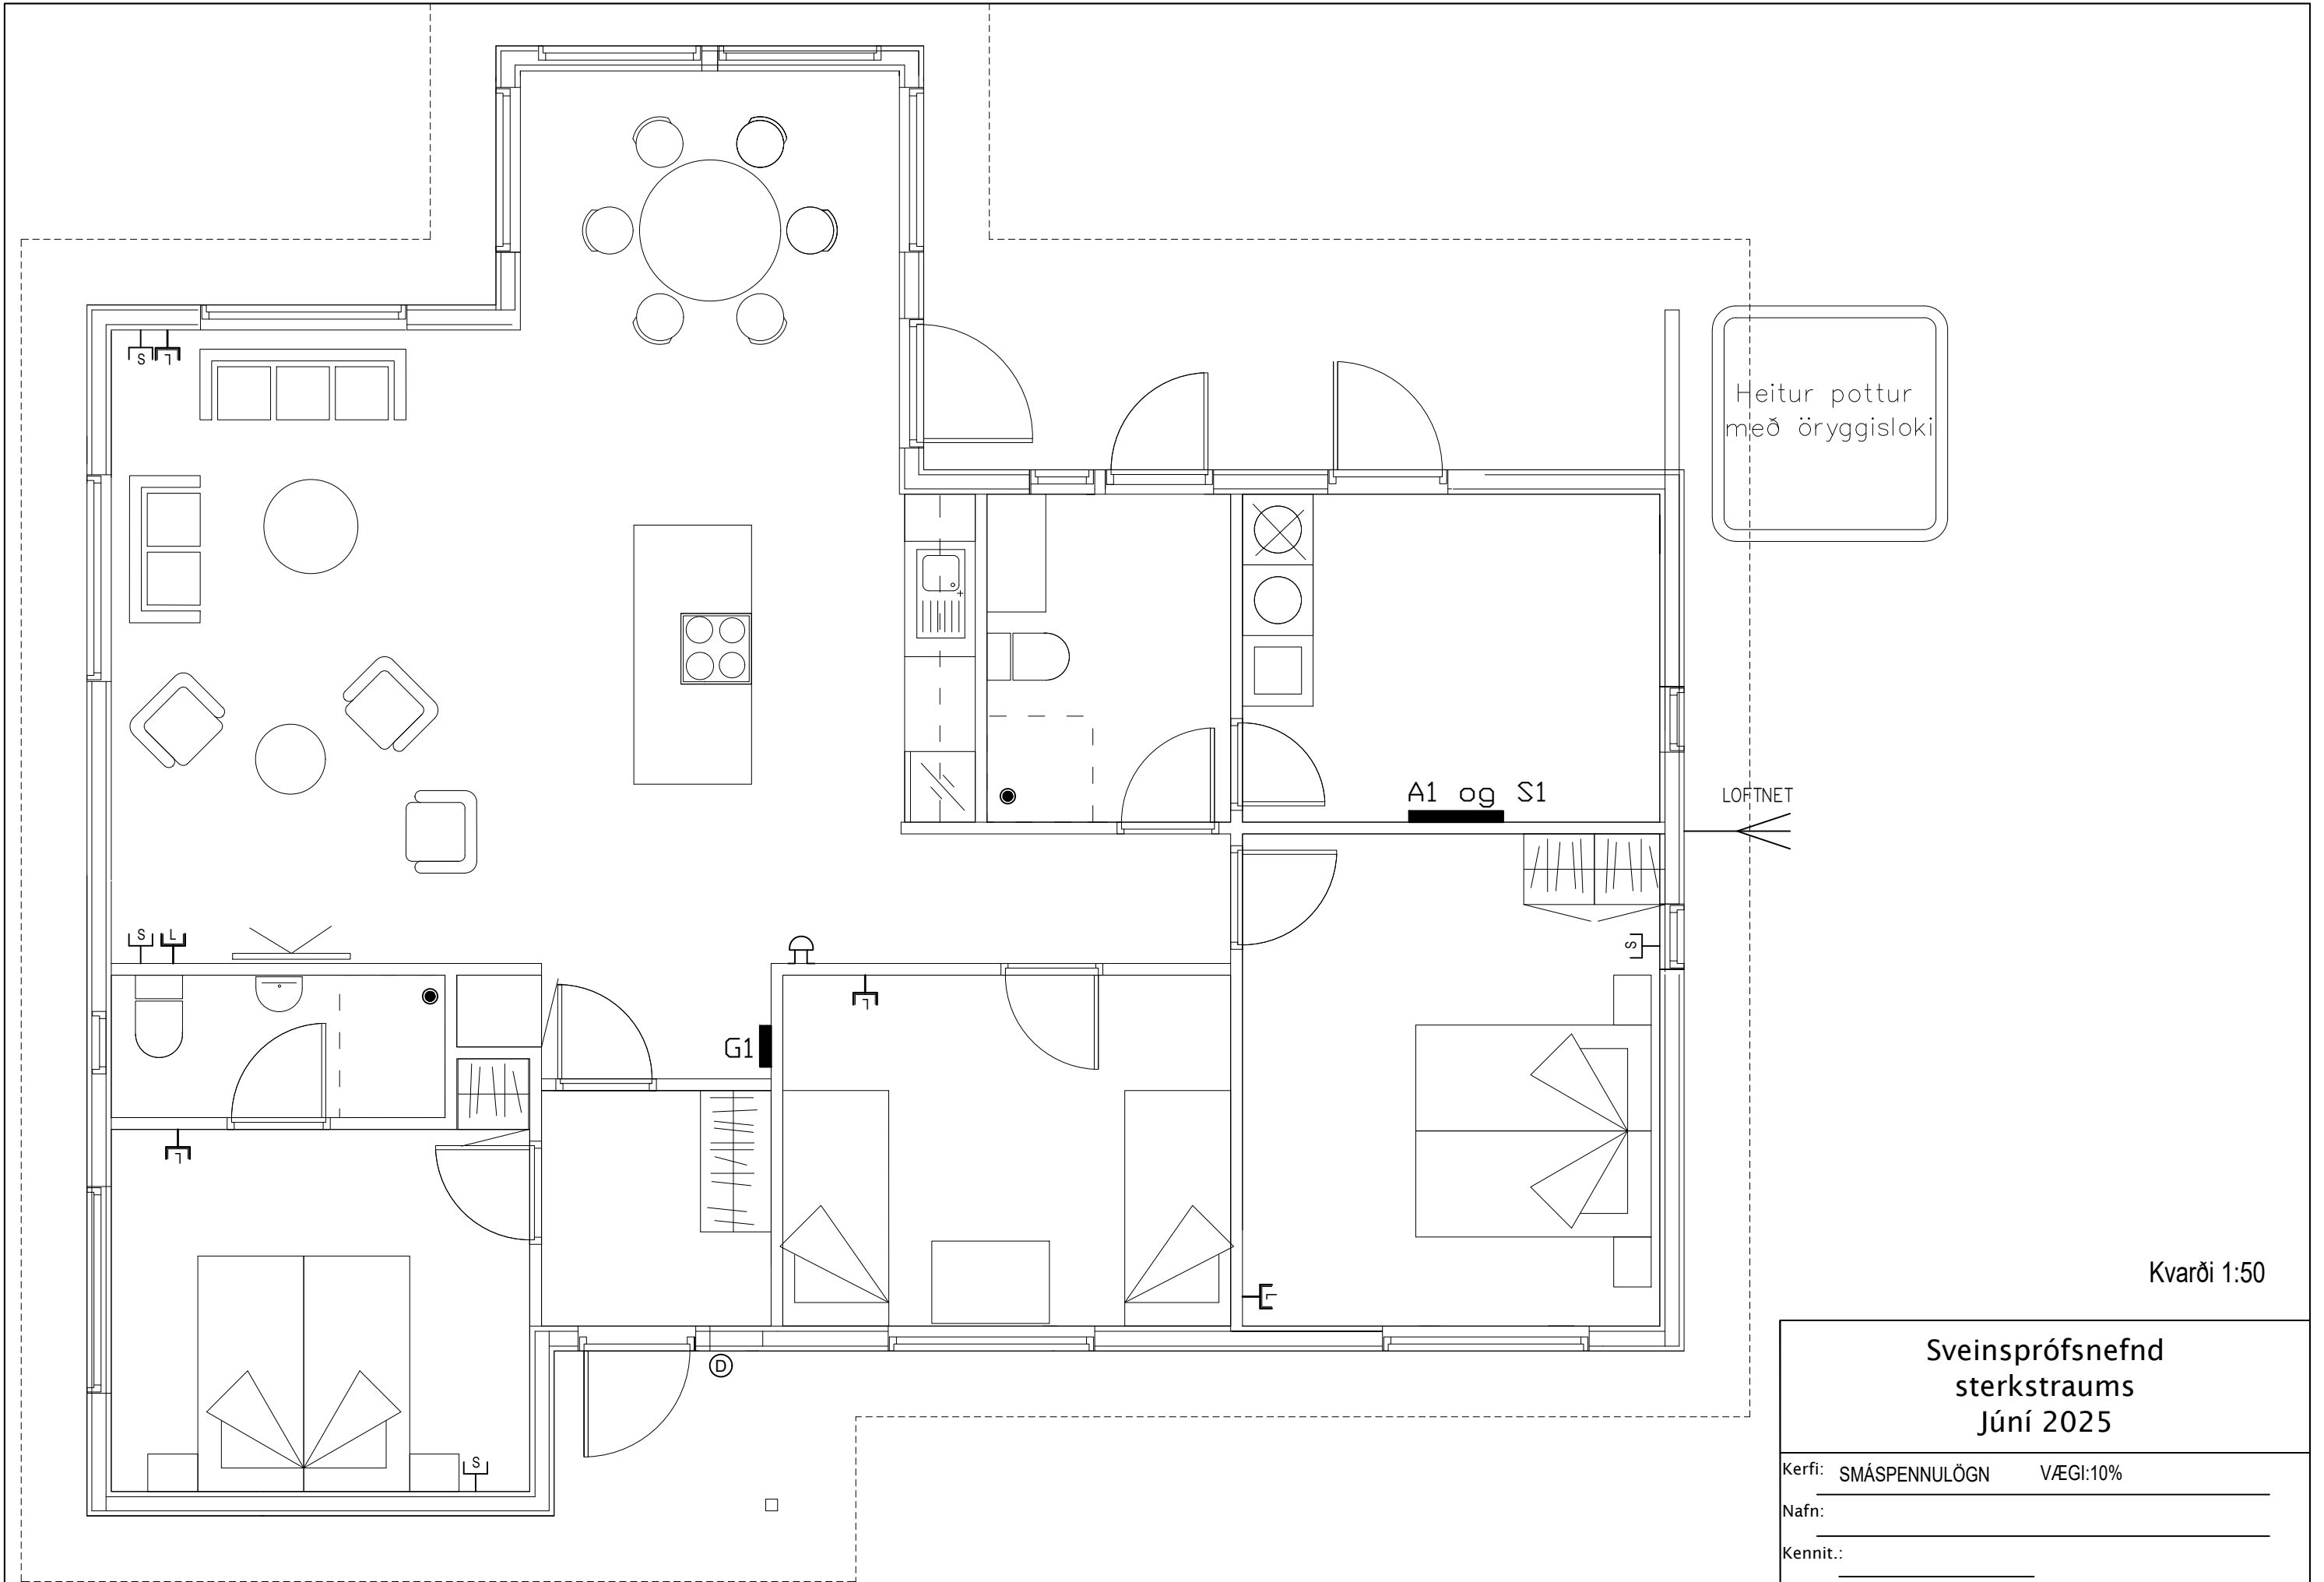 S L
Heitur pottur
með öryggisloki
A1 og S1
LOFTNET
S L
S
L
G1
L
L
D
S
Kvarði 1:50
Sveinsprófsnefnd
sterkstraums
Júní 2025
Kerfi: SMÁSPENNULÖGN VÆGI:10%
Nafn:
Kennit.: